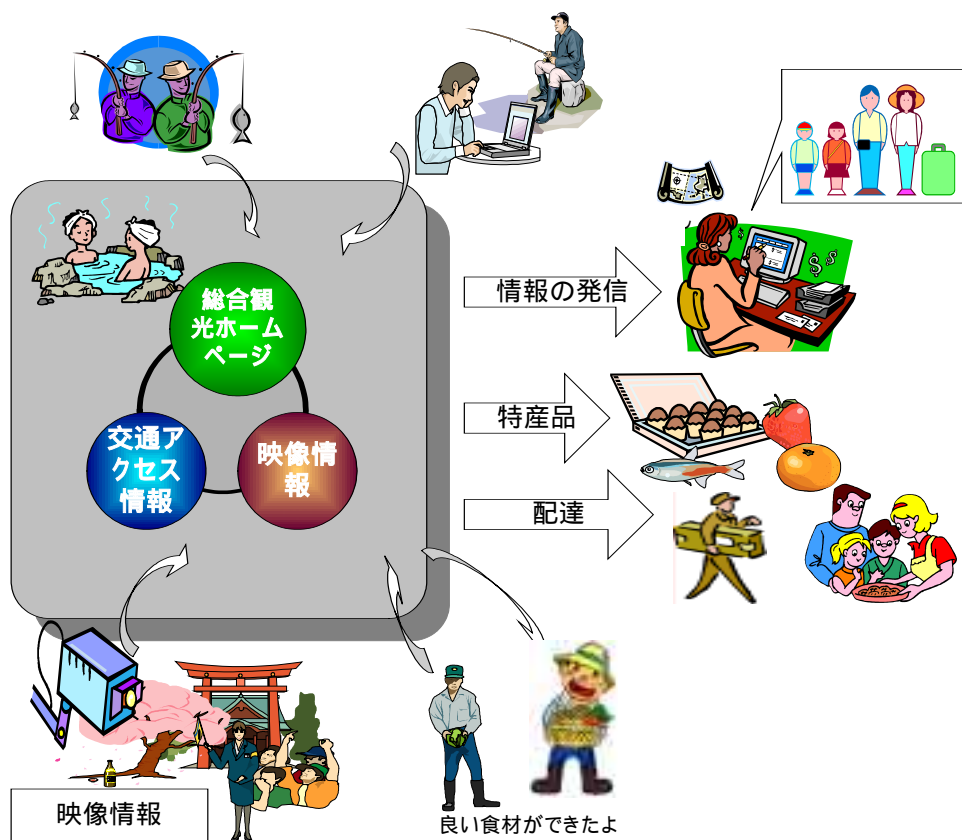 総合観
光ホーム
ページ
交通ア
クセス
情報
映像情
報
情報の発信
特産品
配達
映像情報
良い食材ができたよ